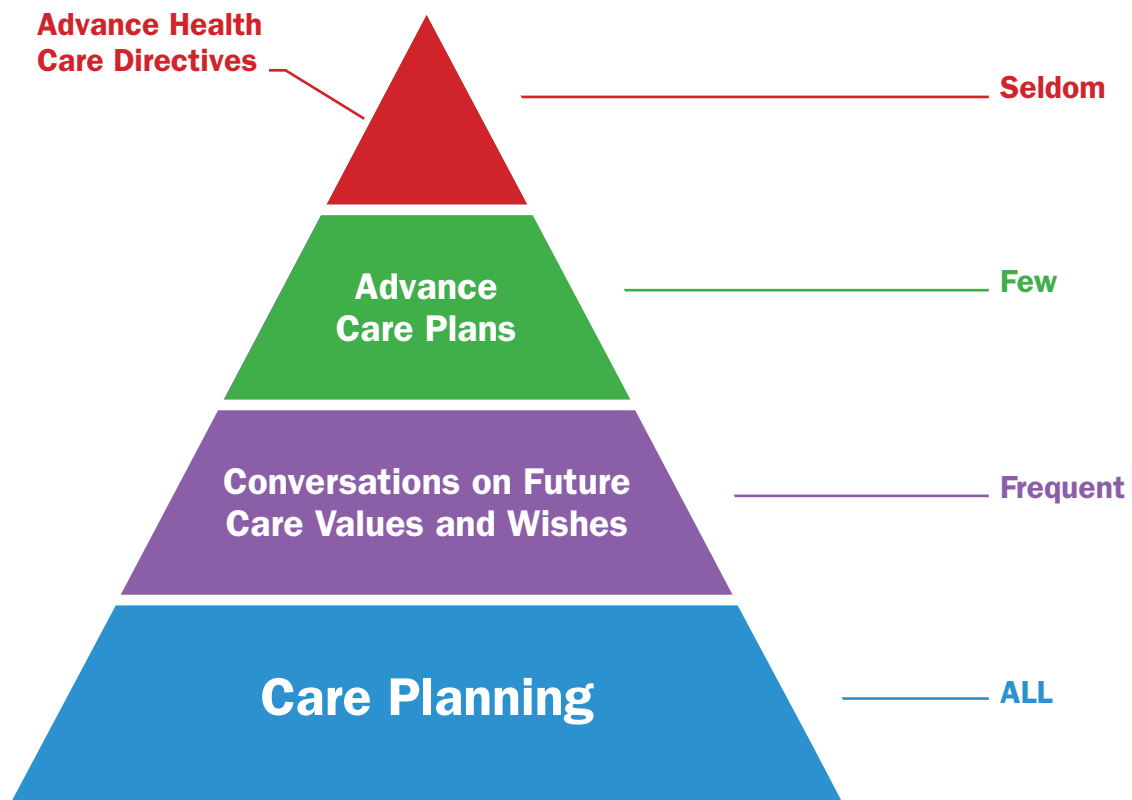 Advance Health
Care Directives
Seldom
Advance
Care Plans
Few
Conversations on Future
Care Values and Wishes
Frequent
Care Planning
ALL